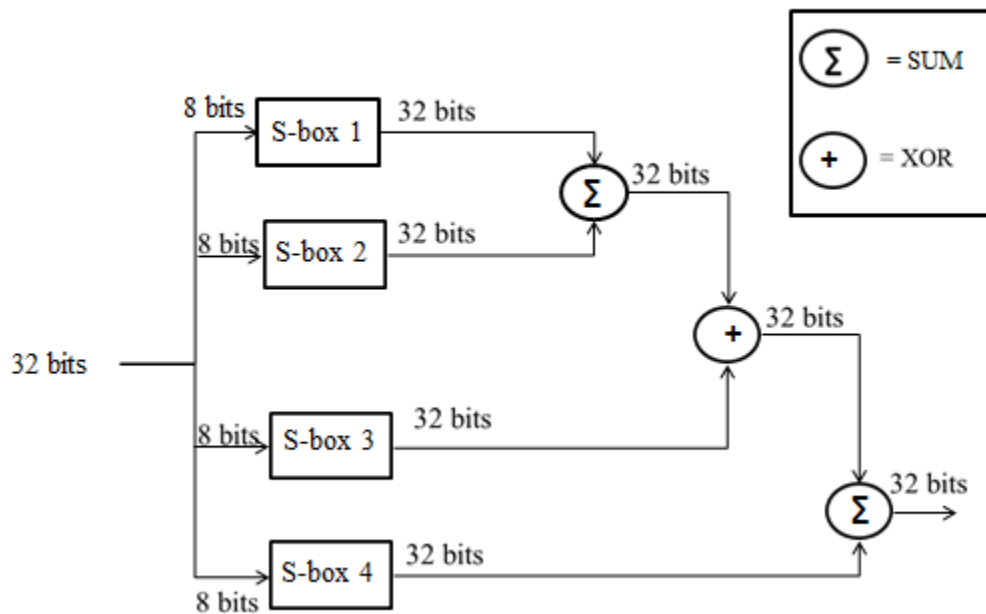 Σ = SUM
+ = XOR
8 bits
S-box 1
32 bits
Σ
32 bits
8 bits
S-box 2
32 bits
+
32 bits
32 bits
8 bits
S-box 3
32 bits
Σ
32 bits
8 bits
S-box 4
32 bits